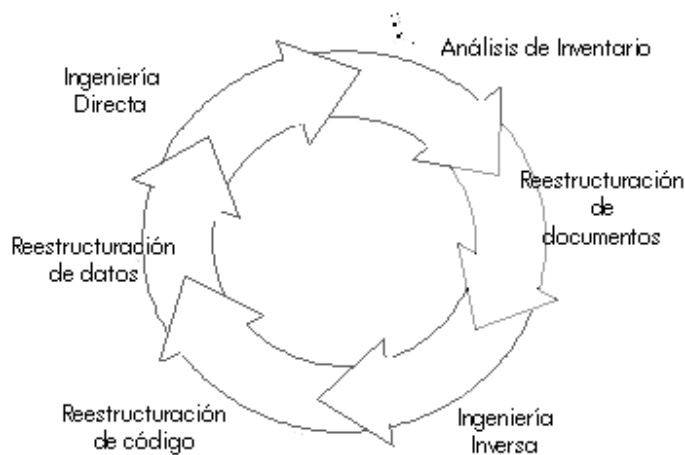 Análisis de Inventario
Ingeniería
Directa
Reestructuración
de
documentos
Reestructuración
de datos
Ingeniería
Inversa
Reestructuración
de código